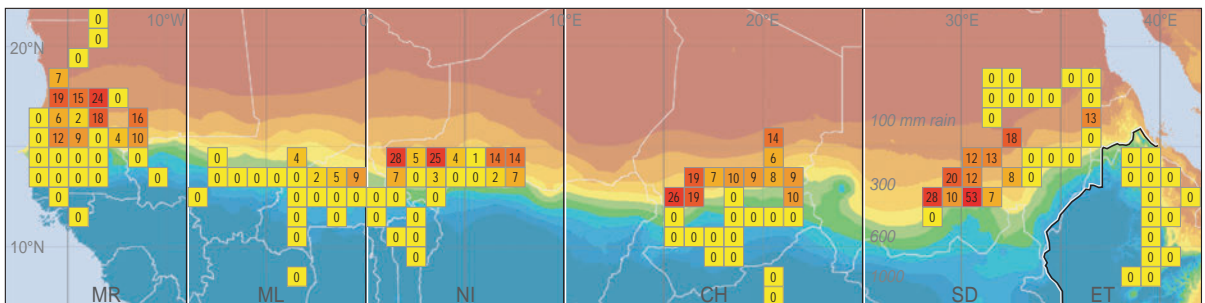 0 10°W 0° 10°E 20°E 30°E 40°E
0
20°N
0
7 0 0 0 0
19 15 24 0 0 0 0 0 0
0 6 2 18 16 100 mm rain 0 13
0 12 9 0 4 10 14 18 0
0 0 0 0 0 0 4 28 5 25 4 1 14 14 6 12 13 0 0 0 0 0
0 0 0 0 0 0 0 0 0 0 2 5 9 7 0 3 0 0 2 7 19 7 10 9 8 9 300 20 12 8 0 0 0
0 0 0 0 0 0 0 0 0 26 19 0 10 28 10 53 7 0 0
0 0 0 0 0 0 0 0 0 0 0 0 0
10°N 0 0 0 0 0 0 0 600 0
0 0 0 0 0
0 0 1000 0 0
MR ML NI CH 0 SD ET